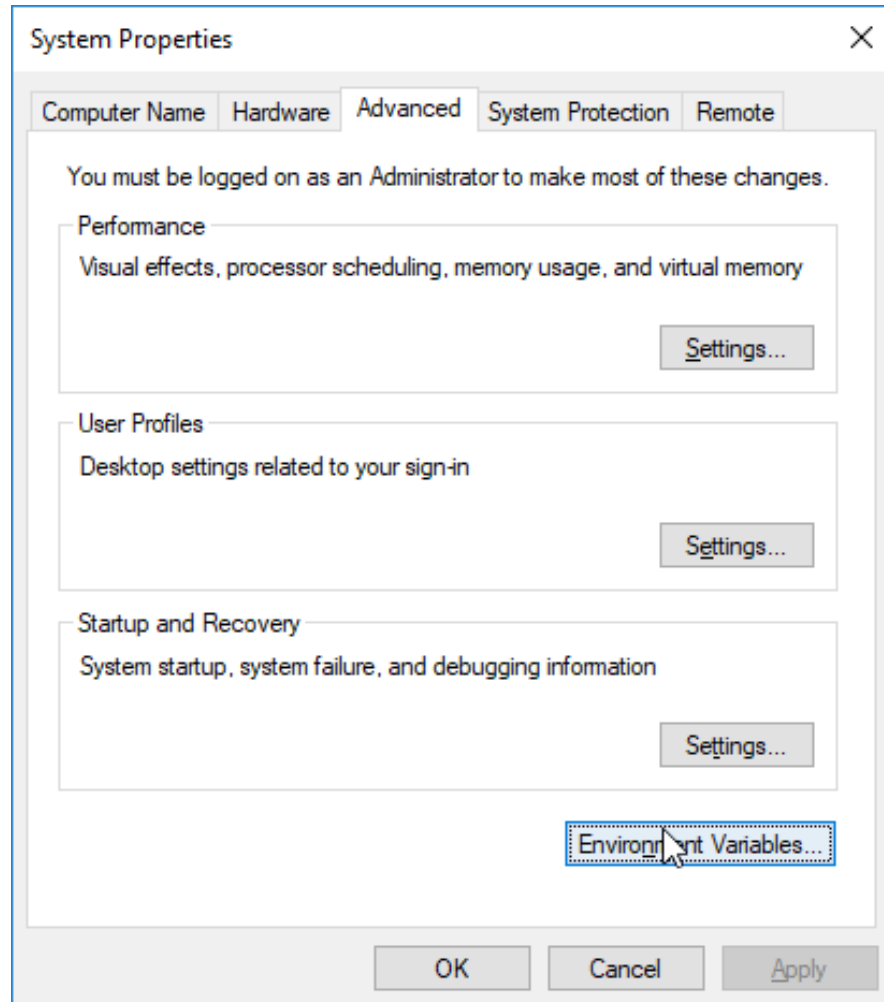 System Properties
Computer Name Hardware Advanced System Protection Remote
You must be logged on as an Administrator to make most of these changes.
Performance
Visual effects, processor scheduling, memory usage, and virtual memory
Settings...
User Profiles
Desktop settings related to your sign-in
Settings...
Startup and Recovery
System startup, system failure, and debugging information
Settings...
Environment Variables...
OK Cancel Apply